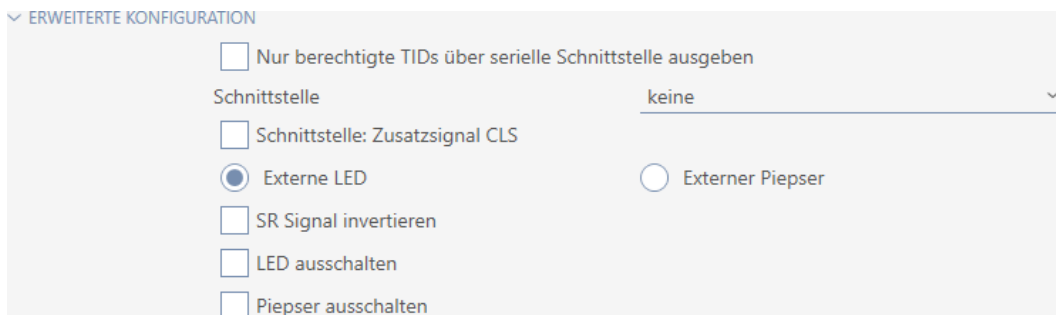 ERWEITERTE KONFIGURATION
Nur berechtigte TIDs über serielle Schnittstelle ausgeben
Schnittstelle keine
Schnittstelle: Zusatzsignal CLS
Externe LED Externer Piepser
SR Signal invertieren
LED ausschalten
Piepser ausschalten